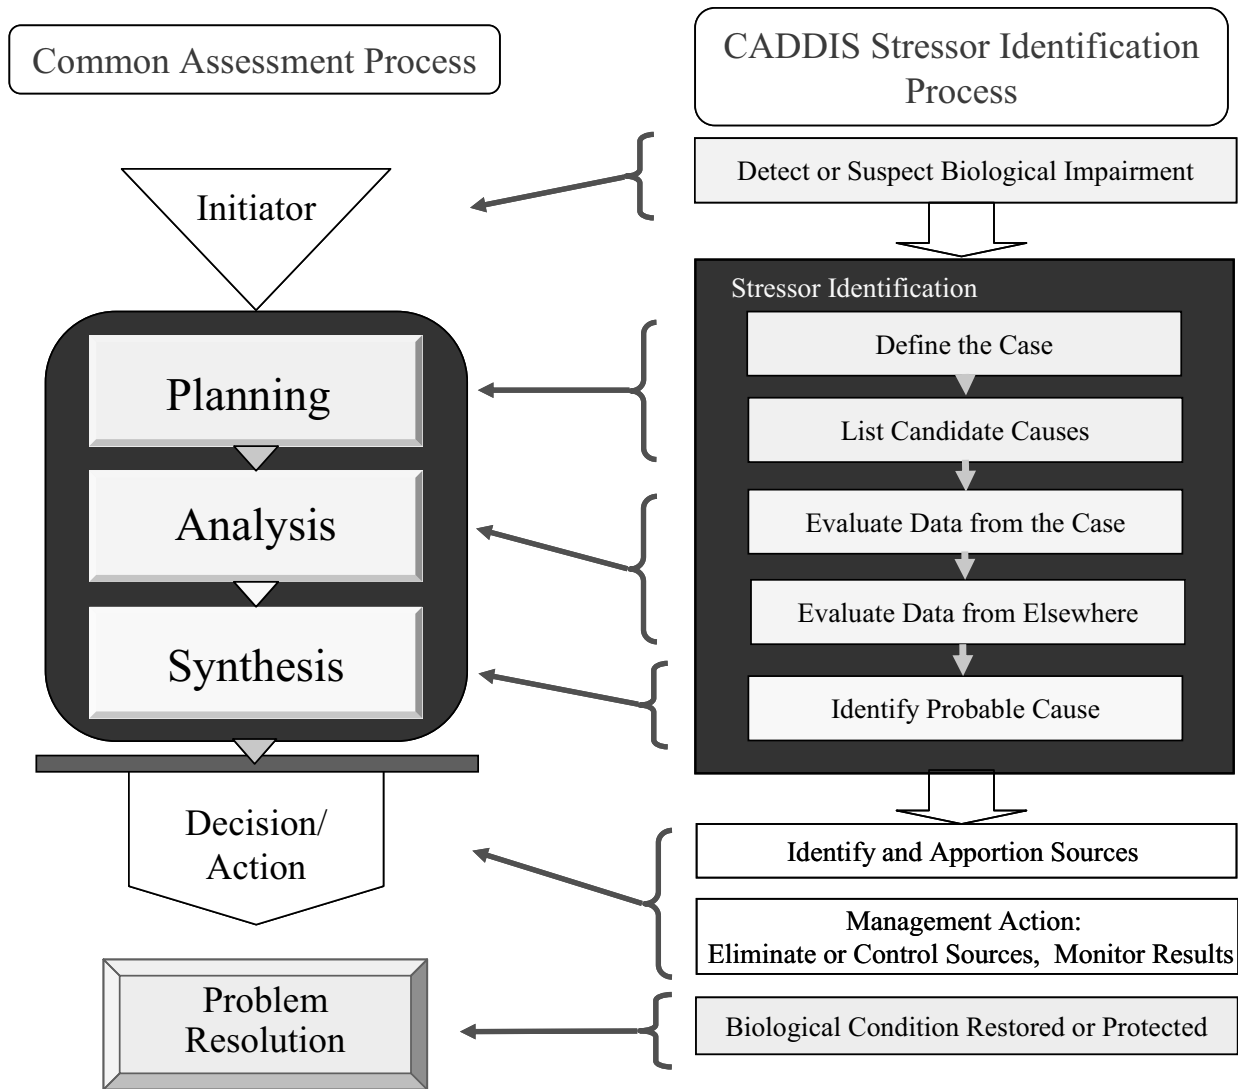 Common Assessment Process
Initiator
Planning
Analysis
Synthesis
Decision/
Action
Problem
Resolution
CADDIS Stressor Identification
Process
Detect or Suspect Biological Impairment
Stressor Identification
Define the Case
List Candidate Causes
Evaluate Data from the Case
Evaluate Data from Elsewhere
Identify Probable Cause
Identify and Apportion Sources
Management Action:
Eliminate or Control Sources,  Monitor Results
Biological Condition Restored or Protected